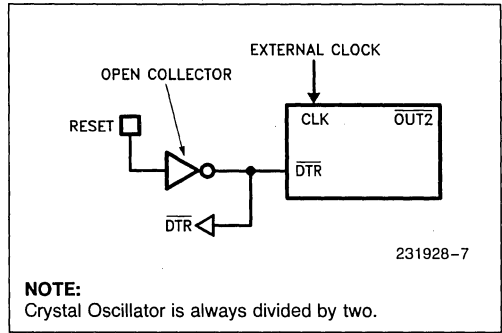 EXTERNAL CLOCK
OPEN COLLECTOR
RESET
CLK
OUT2
DTR
DTR
231928-7
NOTE:
Crystal Oscillator is always divided by two.